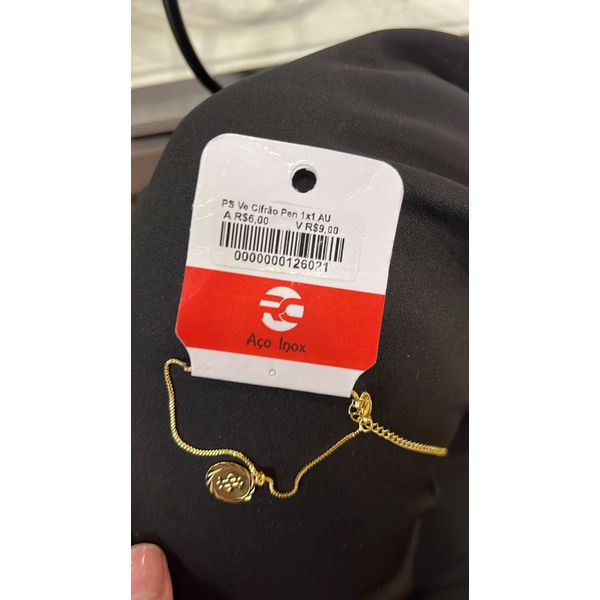 PS Ve Cifrão Pen 1x1 AU
A R$6,00 V R$9,00
0000000126021
Aço Inox